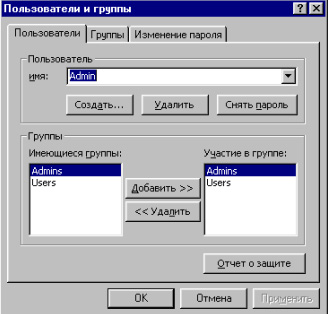 Пользователи и группы
Пользователи Группы Изменение пароля
Пользователь
имя: Admin
Создать... Удалить Снять пароль
Группы
Имеющиеся группы: Участие в группе:
Admins Admins
Users Users
Добавить >>
<< Удалить
Отчет о защите
OK Отмена Применить